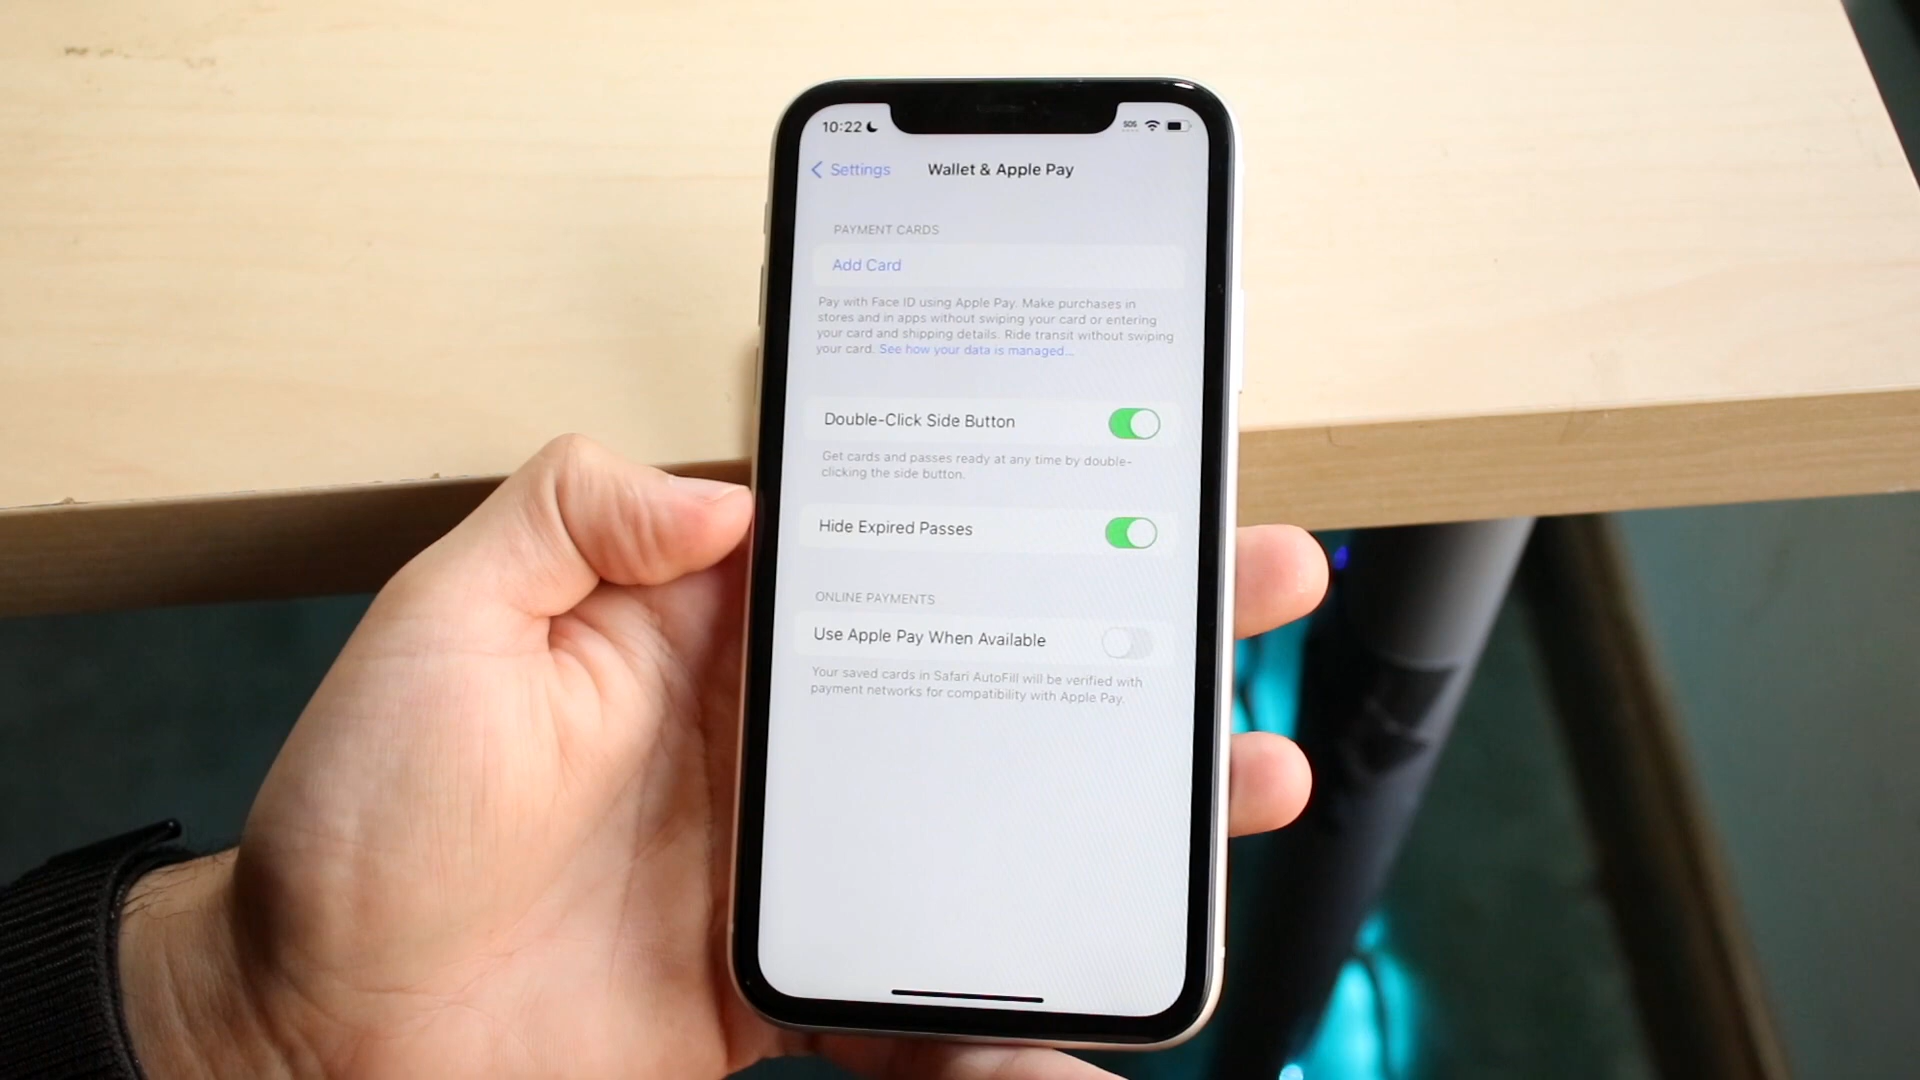 10:22
SOS
Settings
Wallet & Apple Pay
PAYMENT CARDS
Add Card
Pay with Face ID using Apple Pay. Make purchases in
stores and in apps without swiping your card or entering
your card and shipping details. Ride transit without swiping
your card. See how your data is managed...
Double-Click Side Button
Get cards and passes ready at any time by double-
clicking the side button.
Hide Expired Passes
ONLINE PAYMENTS
Use Apple Pay When Available
Your saved cards in Safari AutoFill will be verified with
payment networks for compatibility with Apple Pay.